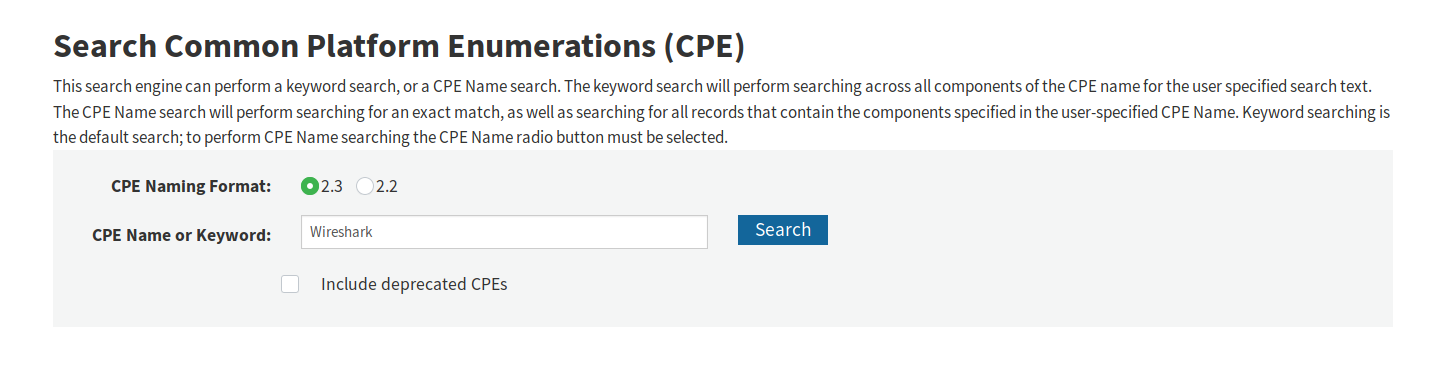 Search Common Platform Enumerations (CPE)
This search engine can perform a keyword search, or a CPE Name search. The keyword search will perform searching across all components of the CPE name for the user specified search text.
The CPE Name search will perform searching for an exact match, as well as searching for all records that contain the components specified in the user-specified CPE Name. Keyword searching is
the default search; to perform CPE Name searching the CPE Name radio button must be selected.
CPE Naming Format: 2.3 2.2
CPE Name or Keyword: Wireshark Search
Include deprecated CPEs